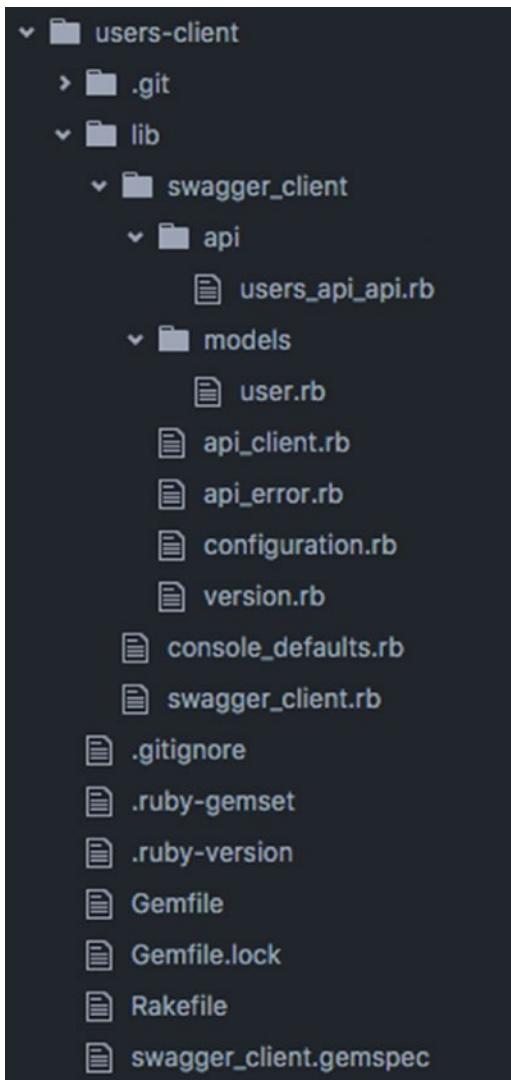 users-client
.git
lib
swagger_client
api
users_api_api.rb
models
user.rb
api_client.rb
api_error.rb
configuration.rb
version.rb
console_defaults.rb
swagger_client.rb
.gitignore
.ruby-gemset
.ruby-version
Gemfile
Gemfile.lock
Rakefile
swagger_client.gemspec